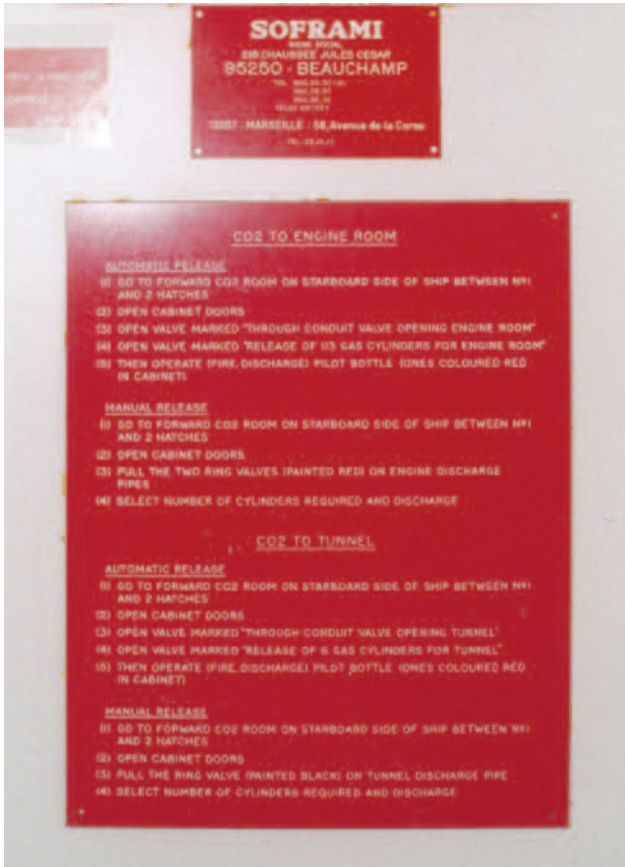 SOFRAMI
SIEGE SOCIAL
CHAUSSEE JULES CESAR
95250 - BEAUCHAMP
TEL
MARSEILLE : 58, Avenue de la
TEL
CO2 TO ENGINE ROOM
AUTOMATIC RELEASE
(1) GO TO FORWARD CO2 ROOM ON STARBOARD SIDE OF SHIP BETWEEN Nº1
AND 2 HATCHES
(2) OPEN CABINET DOORS
(3) OPEN VALVE MARKED "THROUGH CONDUIT VALVE OPENING ENGINE ROOM"
(4) OPEN VALVE MARKED "RELEASE OF 113 GAS CYLINDERS FOR ENGINE ROOM"
(5) THEN OPERATE (FIRE, DISCHARGE) PILOT BOTTLE (ONES COLOURED RED
IN CABINET)
MANUAL RELEASE
(1) GO TO FORWARD CO2 ROOM ON STARBOARD SIDE OF SHIP BETWEEN Nº1
AND 2 HATCHES
(2) OPEN CABINET DOORS
(3) PULL THE TWO RING VALVES (PAINTED RED) ON ENGINE DISCHARGE
PIPES
(4) SELECT NUMBER OF CYLINDERS REQUIRED AND DISCHARGE
CO2 TO TUNNEL
AUTOMATIC RELEASE
(1) GO TO FORWARD CO2 ROOM ON STARBOARD SIDE OF SHIP BETWEEN Nº1
AND 2 HATCHES
(2) OPEN CABINET DOORS
(3) OPEN VALVE MARKED "THROUGH CONDUIT VALVE OPENING TUNNEL"
(4) OPEN VALVE MARKED "RELEASE OF 6 GAS CYLINDERS FOR TUNNEL"
(5) THEN OPERATE (FIRE, DISCHARGE) PILOT BOTTLE (ONES COLOURED RED
IN CABINET)
MANUAL RELEASE
(1) GO TO FORWARD CO2 ROOM ON STARBOARD SIDE OF SHIP BETWEEN Nº1
AND 2 HATCHES
(2) OPEN CABINET DOORS
(3) PULL THE RING VALVE (PAINTED BLACK) ON TUNNEL DISCHARGE PIPE
(4) SELECT NUMBER OF CYLINDERS REQUIRED AND DISCHARGE